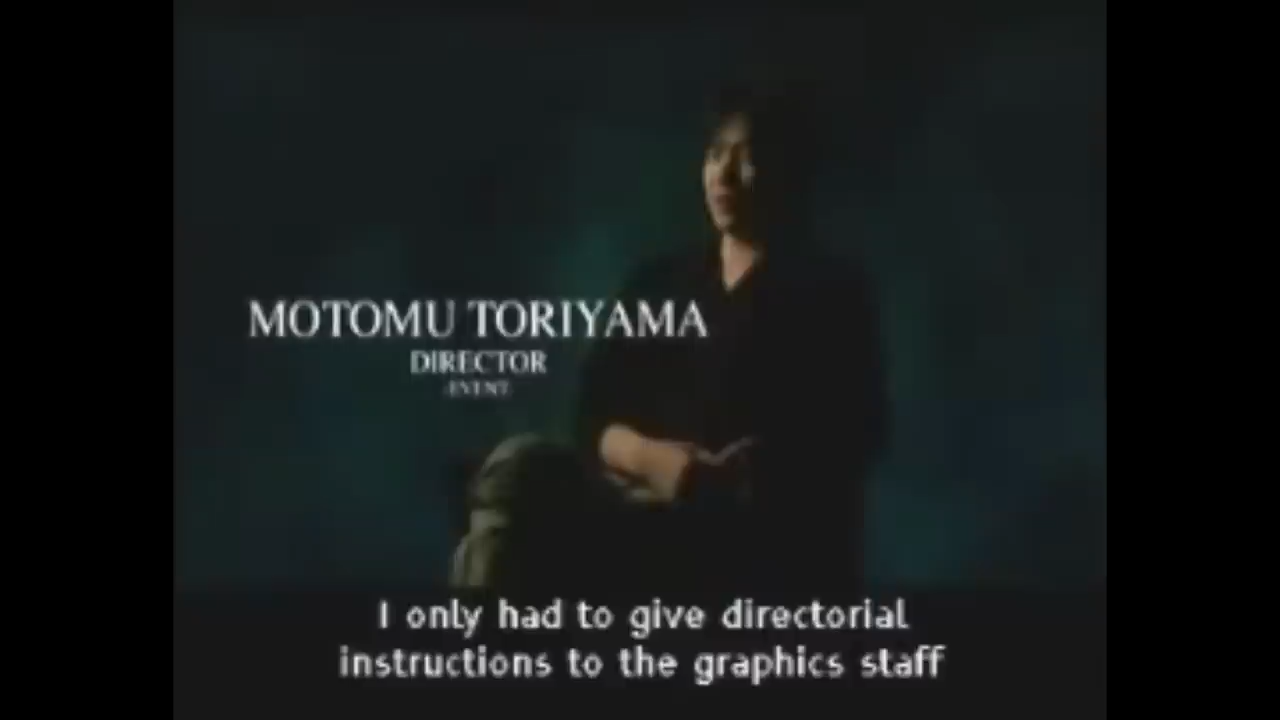 MOTOMU TORIYAMA
DIRECTOR
-EVENT-
I only had to give directorial
instructions to the graphics staff